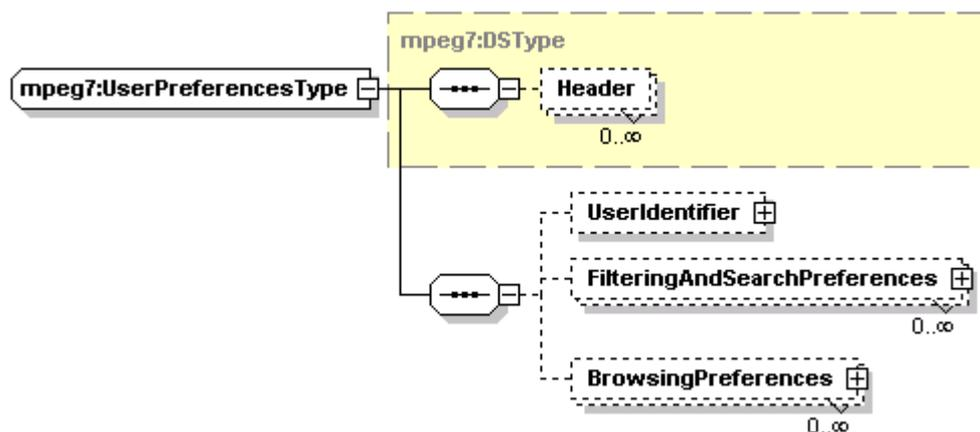 mpeg7:DSType
mpeg7:UserPreferencesType
Header
0..∞
UserIdentifier
FilteringAndSearchPreferences
0..∞
BrowsingPreferences
0..∞